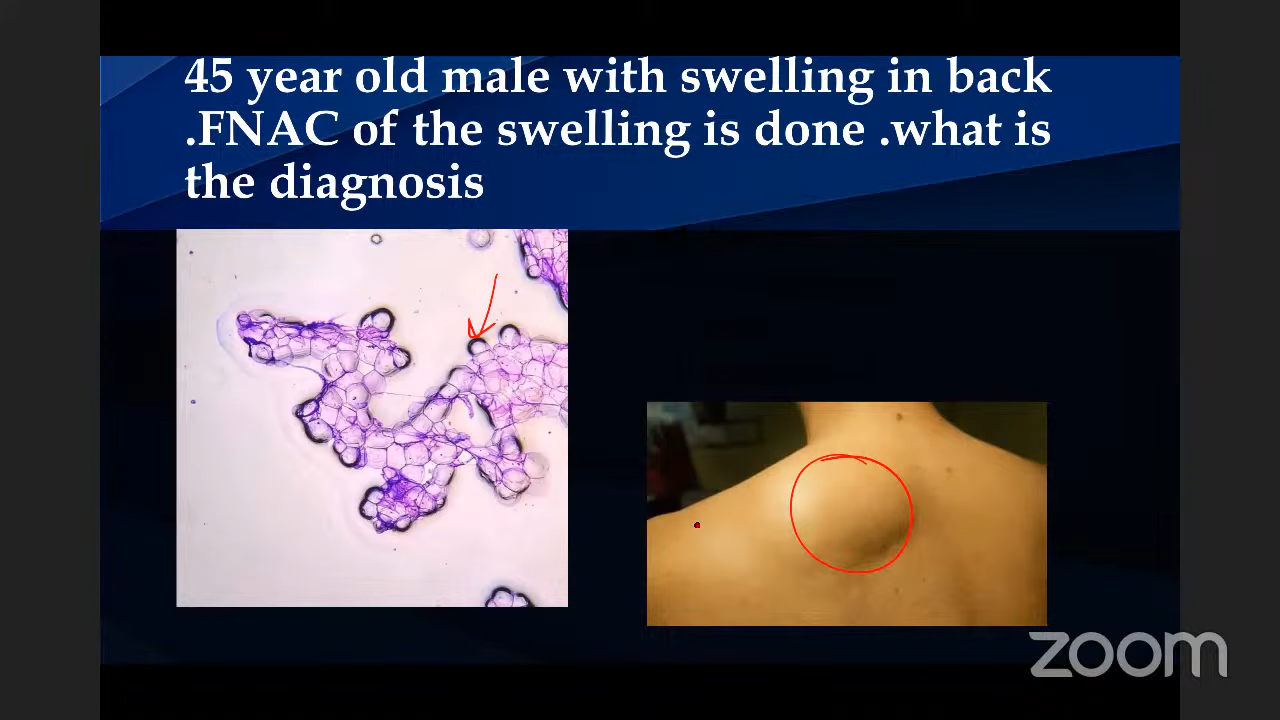 45 year old male with swelling in back
.FNAC of the swelling is done .what is
the diagnosis
zoom